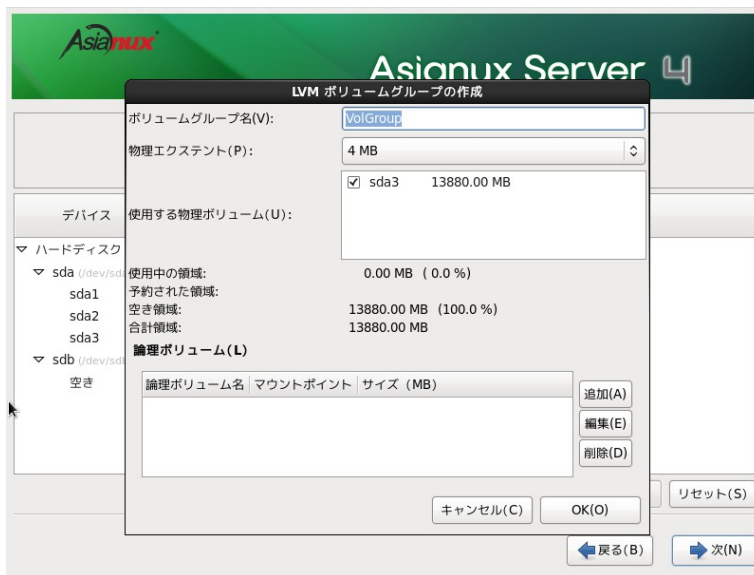 Asianux
Asianux Server 4
LVM ボリュームグループの作成
ボリュームグループ名(V):
VolGroup
物理エクステント(P):
4 MB
使用する物理ボリューム(U):
sda3 13880.00 MB
使用中の領域: 0.00 MB ( 0.0 %)
予約された領域:
空き領域: 13880.00 MB (100.0 %)
合計領域: 13880.00 MB
論理ボリューム(L)
論理ボリューム名 マウントポイント サイズ (MB)
追加(A)
編集(E)
削除(D)
キャンセル(C)
OK(O)
デバイス
ハードディスク
sda (/dev/sda
sda1
sda2
sda3
sdb (/dev/sd
空き
リセット(S)
戻る(B)
次(N)